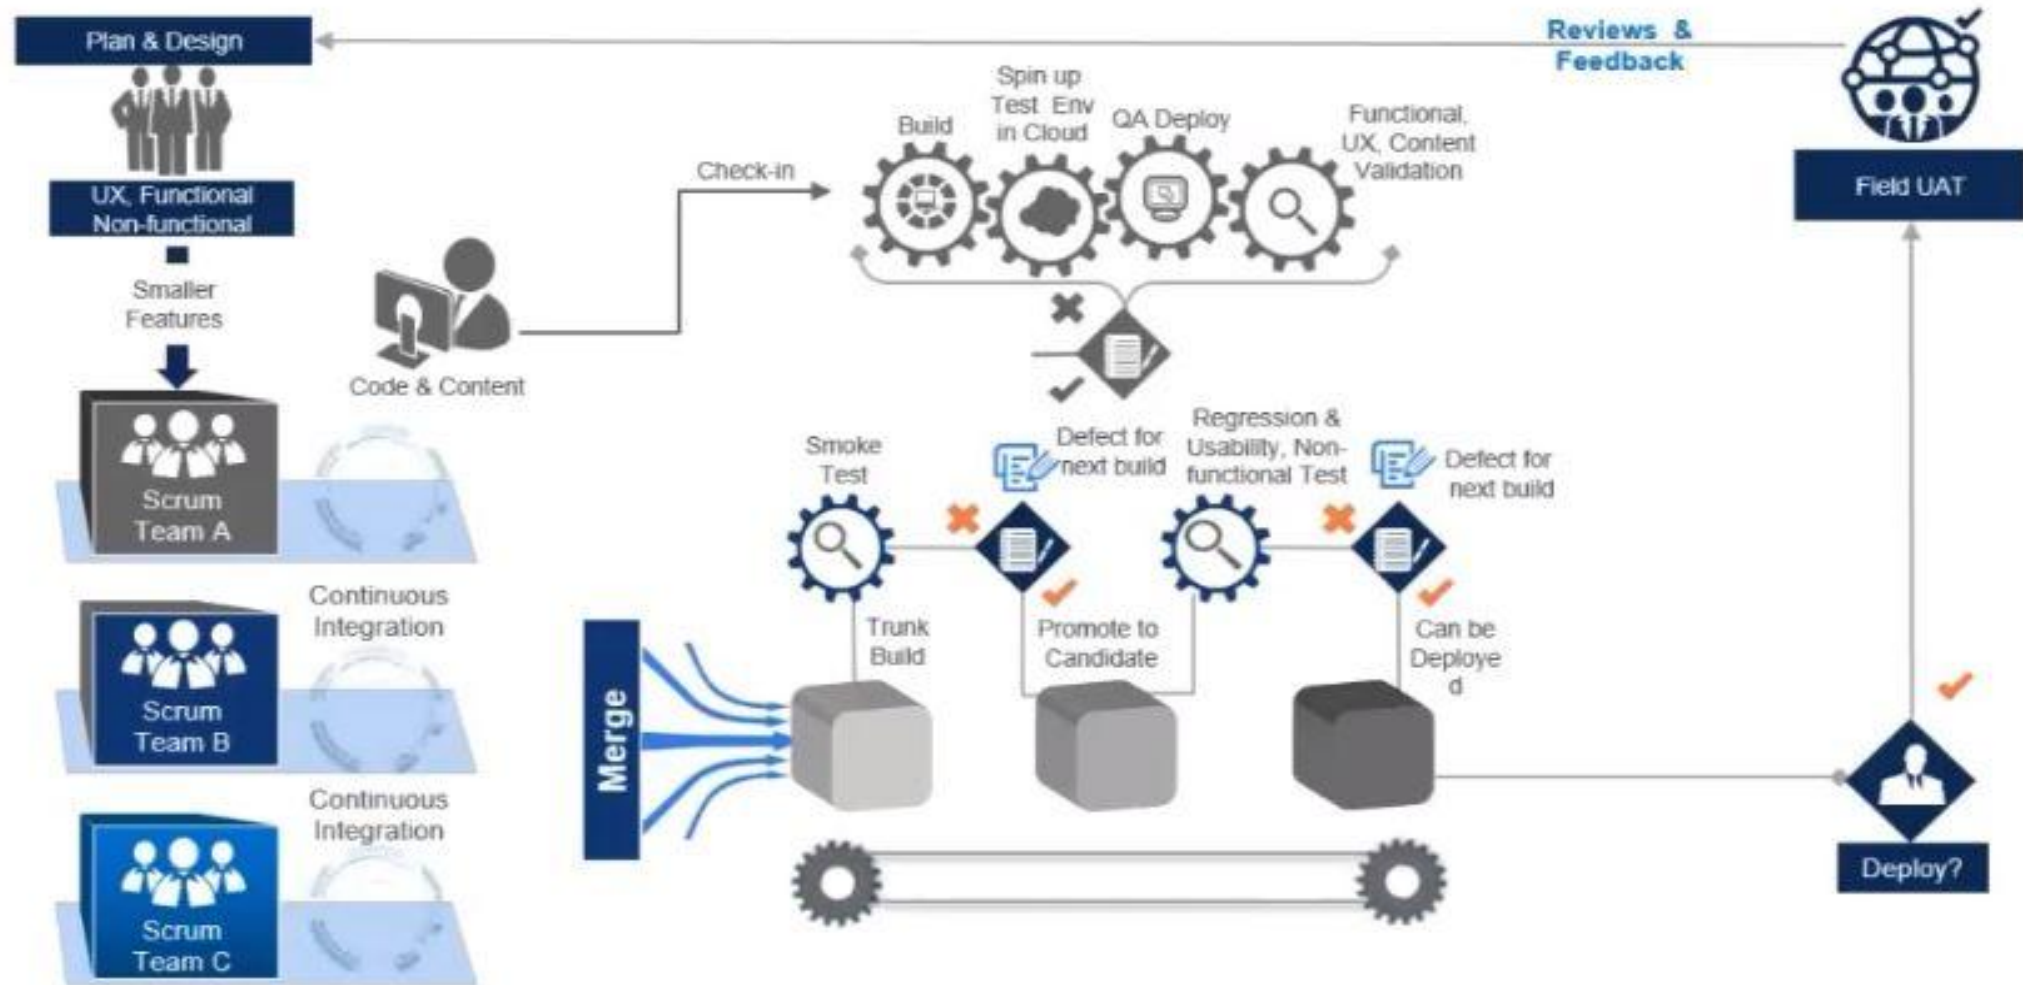 Plan & Design
Reviews &
Feedback
UX, Functional
Non-functional
Smaller
Features
Code & Content
Check-in
Build
Spin up
Test Env
in Cloud
QA Deploy
Functional,
UX, Content
Validation
Field UAT
Scrum
Team A
Continuous
Integration
Scrum
Team B
Continuous
Integration
Scrum
Team C
Merge
Smoke
Test
Defect for
next build
Regression &
Usability, Non-
functional Test
Defect for
next build
Trunk
Build
Promote to
Candidate
Can be
Deploye
d
Deploy?